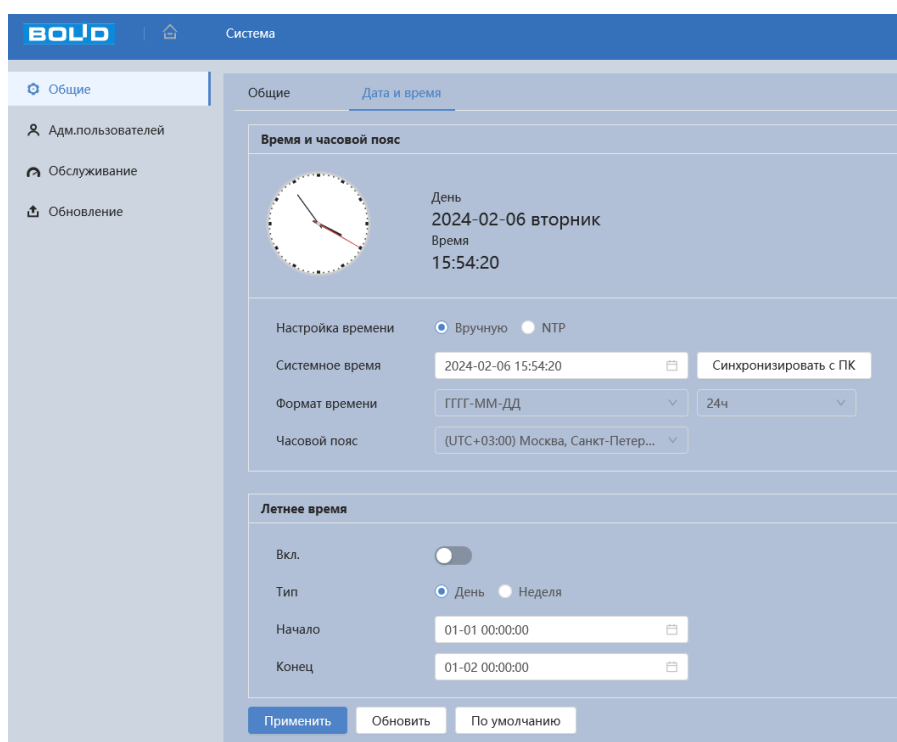 BOLID
Система
Общие
Адм.пользователей
Обслуживание
Обновление
Общие Дата и время
Время и часовой пояс
День
2024-02-06 вторник
Время
15:54:20
Настройка времени Вручную NTP
Системное время 2024-02-06 15:54:20 Синхронизировать с ПК
Формат времени ГГГГ-ММ-ДД 24ч
Часовой пояс (UTC+03:00) Москва, Санкт-Петер...
Летнее время
Вкл.
Тип День Неделя
Начало 01-01 00:00:00
Конец 01-02 00:00:00
Применить Обновить По умолчанию